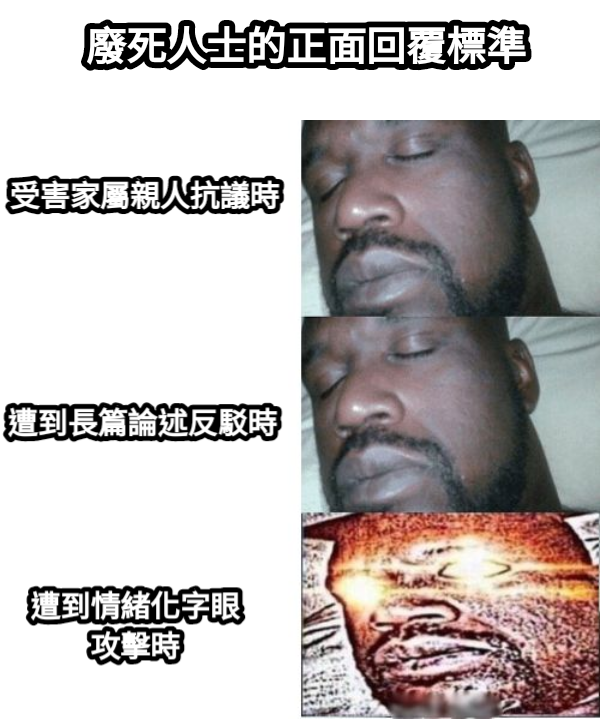 廢死人士的正面回覆標準
受害家屬親人抗議時
遭到長篇論述反駁時
遭到情緒化字眼
攻擊時